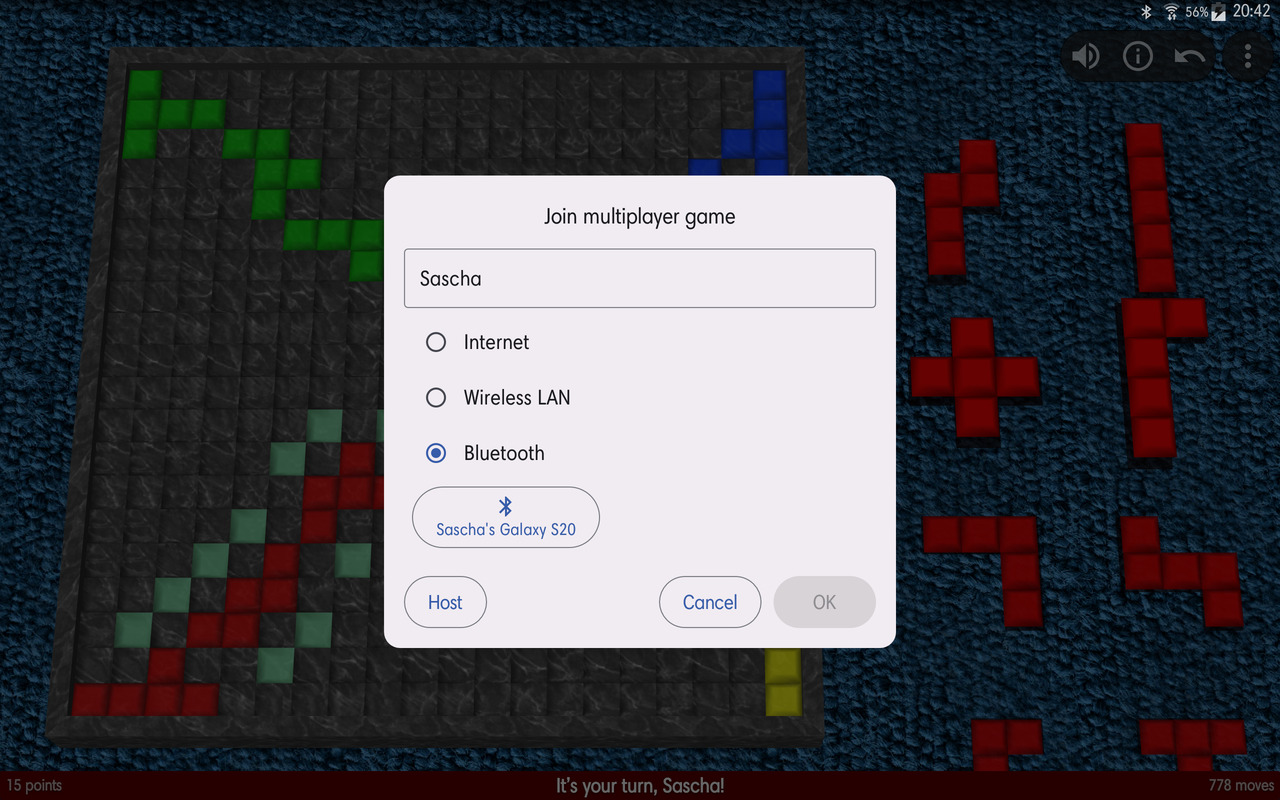 56% 20:42
Join multiplayer game
Sascha
Internet
Wireless LAN
Bluetooth
Sascha's Galaxy S20
Host Cancel OK
15 points It's your turn, Sascha! 778 moves